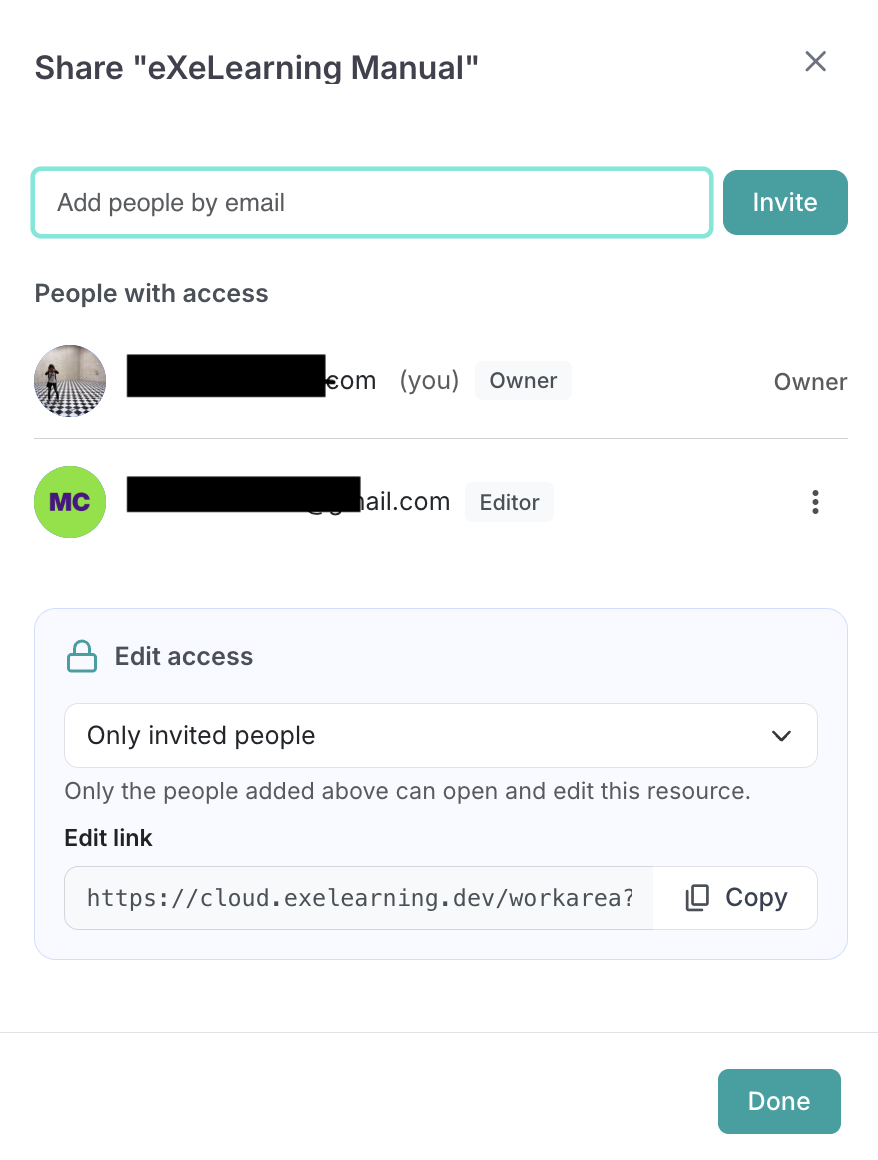 Share "eXeLearning Manual"
Add people by email
Invite
People with access
com (you) Owner Owner
MC
@gmail.com Editor
Edit access
Only invited people
Only the people added above can open and edit this resource.
Edit link
https://cloud.exelearning.dev/workarea?
Copy
Done